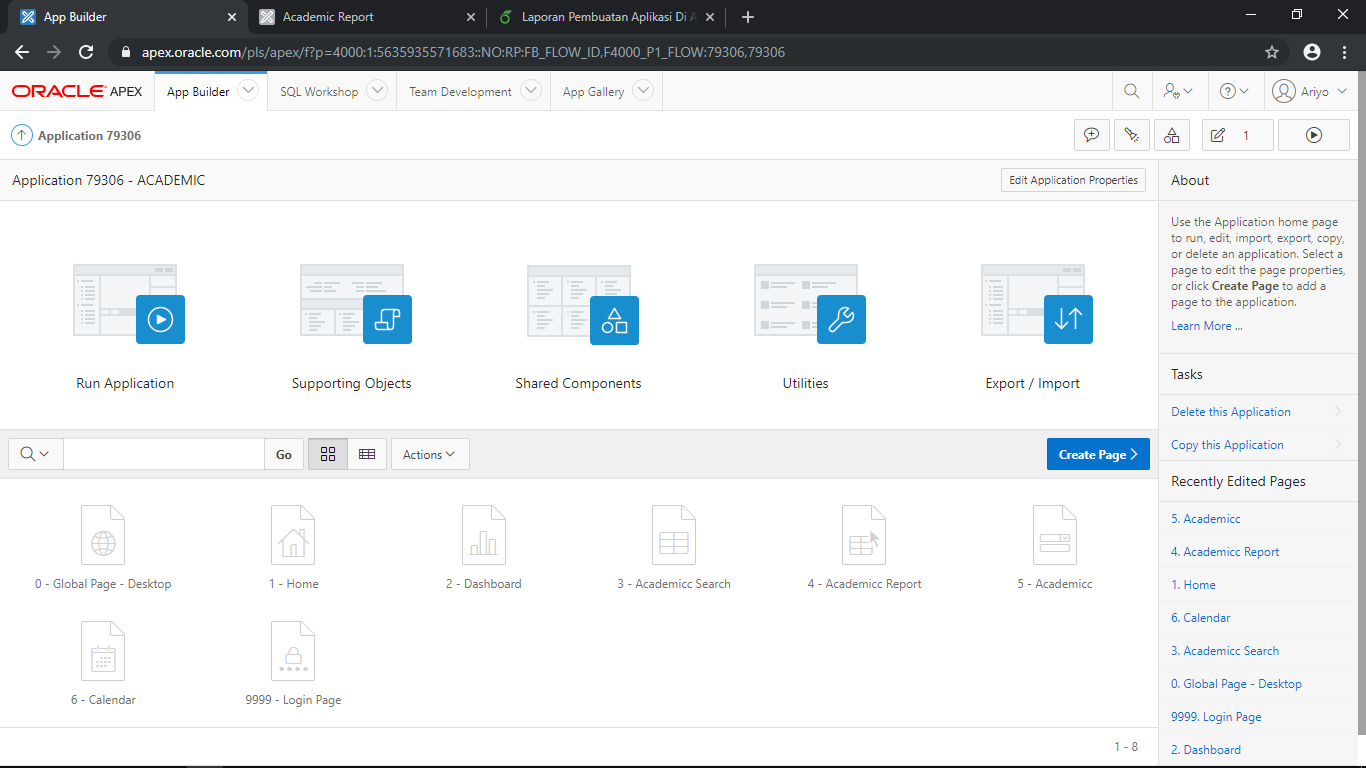 App Builder
Academic Report
Laporan Pembuatan Aplikasi Di A
apex.oracle.com/pls/apex/f?p=4000:1:5635935571683::NO:RP:FB_FLOW_ID,F4000_P1_FLOW:79306,79306
ORACLE APEX
App Builder
SQL Workshop
Team Development
App Gallery
Ariyo
Application 79306
1
Application 79306 - ACADEMIC
Edit Application Properties
Run Application
Supporting Objects
Shared Components
Utilities
Export / Import
Go
Actions
Create Page
0 - Global Page - Desktop
1 - Home
2 - Dashboard
3 - Academicc Search
4 - Academicc Report
5 - Academicc
6 - Calendar
9999 - Login Page
1 - 8
About
Use the Application home page
to run, edit, import, export, copy,
or delete an application. Select a
page to edit the page properties,
or click Create Page to add a
page to the application.
Learn More ...
Tasks
Delete this Application
Copy this Application
Recently Edited Pages
5. Academicc
4. Academicc Report
1. Home
6. Calendar
3. Academicc Search
0. Global Page - Desktop
9999. Login Page
2. Dashboard